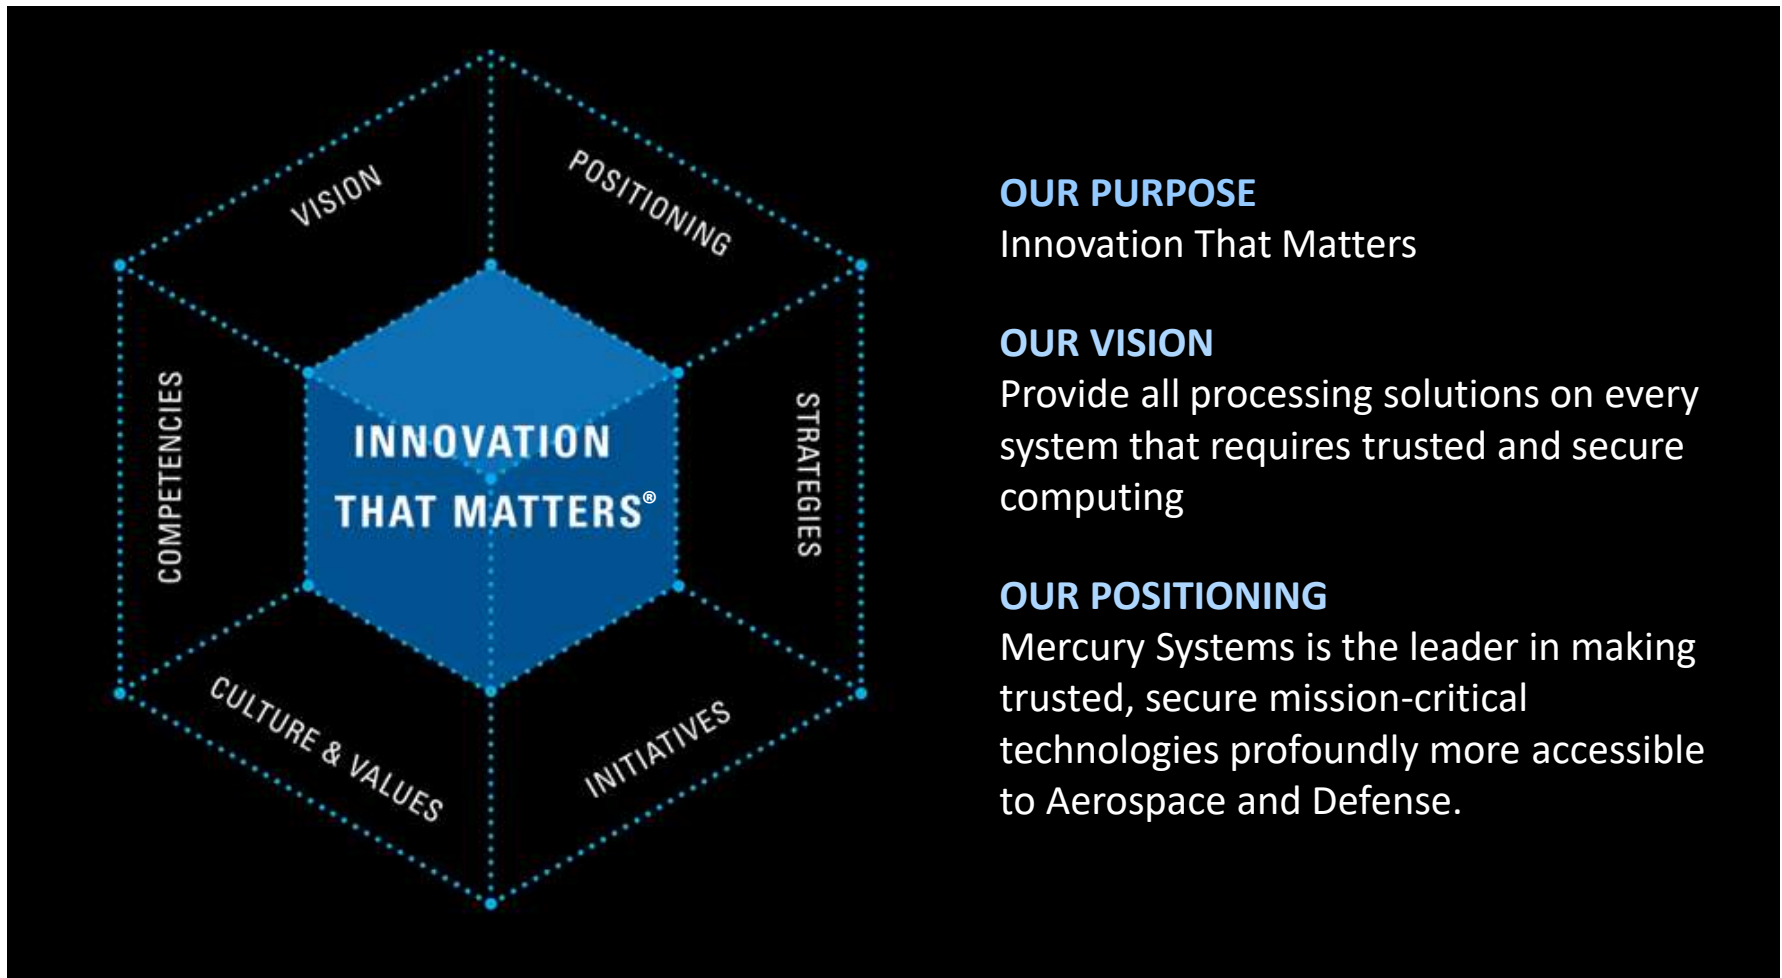 VISION
POSITIONING
COMPETENCIES
STRATEGIES
INNOVATION
THAT MATTERS®
CULTURE & VALUES
INITIATIVES
OUR PURPOSE
Innovation That Matters
OUR VISION
Provide all processing solutions on every
system that requires trusted and secure
computing
OUR POSITIONING
Mercury Systems is the leader in making
trusted, secure mission-critical
technologies profoundly more accessible
to Aerospace and Defense.